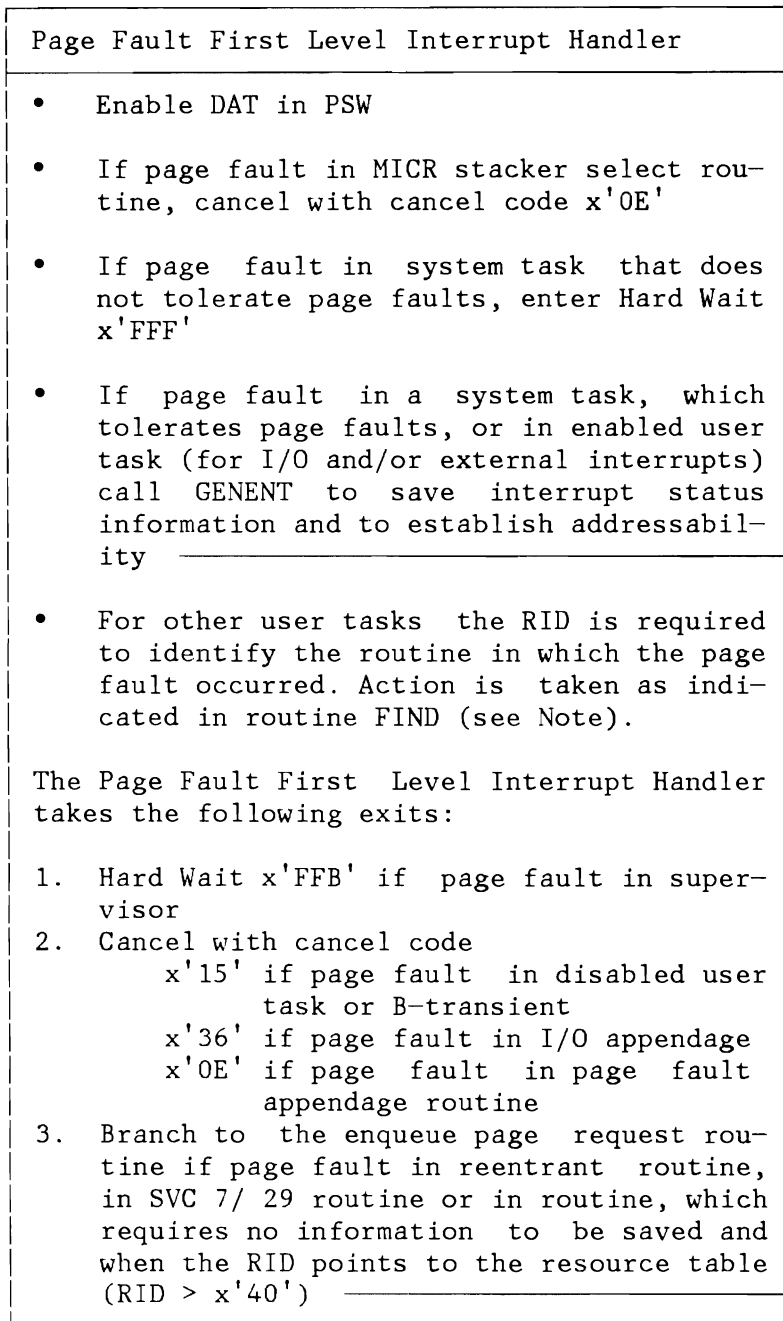 Page Fault First Level Interrupt Handler
• Enable DAT in PSW
• If page fault in MICR stacker select rou-
tine, cancel with cancel code x'0E'
• If page fault in system task that does
not tolerate page faults, enter Hard Wait
x'FFF'
• If page fault in a system task, which
tolerates page faults, or in enabled user
task (for I/O and/or external interrupts)
call GENENT to save interrupt status
information and to establish addressabil-
ity
• For other user tasks the RID is required
to identify the routine in which the page
fault occurred. Action is taken as indi-
cated in routine FIND (see Note).
The Page Fault First Level Interrupt Handler
takes the following exits:
1. Hard Wait x'FFB' if page fault in super-
visor
2. Cancel with cancel code
x'15' if page fault in disabled user
task or B-transient
x'36' if page fault in I/O appendage
x'0E' if page fault in page fault
appendage routine
3. Branch to the enqueue page request rou-
tine if page fault in reentrant routine,
in SVC 7/ 29 routine or in routine, which
requires no information to be saved and
when the RID points to the resource table
(RID > x'40')